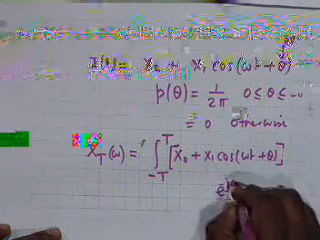 x(t) = x₀ + x₁ cos(ωt + θ)
p(θ) = 1/2π 0 ≤ θ ≤
= 0 otherwise
X_T(ω) = ∫_{-T}^{T} [x₀ + x₁ cos(ωt + θ)]